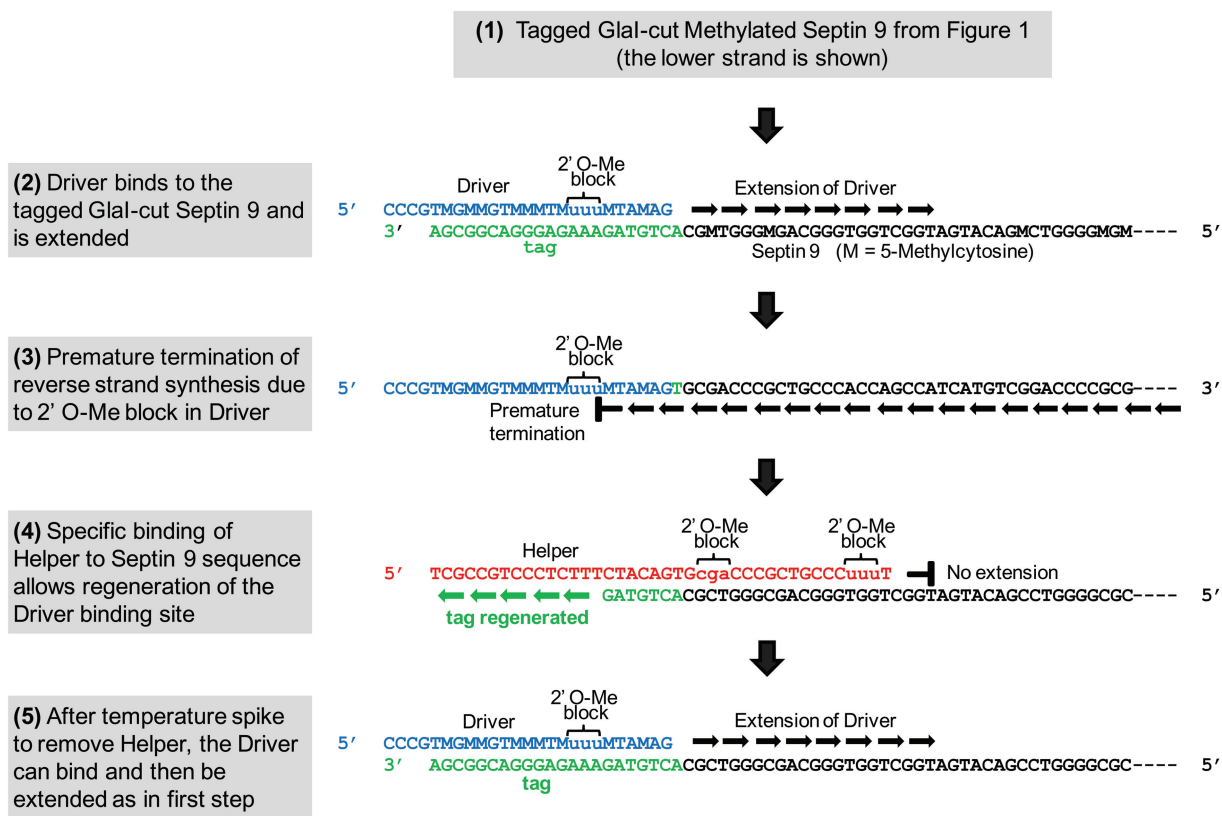 (1) Tagged GlaI-cut Methylated Septin 9 from Figure 1
(the lower strand is shown)
(2) Driver binds to the
tagged GlaI-cut Septin 9 and
is extended
2' O-Me
block
Driver
Extension of Driver
5' CCCGTMGMMGTMMMTMuuuMTAMAG
3' AGCGGCAGGGAGAAAGATGTCACGMTGGGMGACGGGTGGTCGGTAGTACAGMCTGGGGMGM---- 5'
tag
Septin 9 (M = 5-Methylcytosine)
(3) Premature termination of
reverse strand synthesis due
to 2' O-Me block in Driver
2' O-Me
block
5' CCCGTMGMMGTMMMTMuuuMTAMAGTGCGACCCGCTGCCCACCAGCCATCATGTCGGACCCCGCG---- 3'
Premature
termination
(4) Specific binding of
Helper to Septin 9 sequence
allows regeneration of the
Driver binding site
2' O-Me
block
2' O-Me
block
Helper
5' TCGCCGTCCCTCTTTCTACAGTGcgaCCCGCTGCCCuuuT
No extension
GATGTCACGCTGGGCGACGGGTGGTCGGTAGTACAGCCTGGGGCGC---- 5'
tag regenerated
(5) After temperature spike
to remove Helper, the Driver
can bind and then be
extended as in first step
2' O-Me
block
Driver
Extension of Driver
5' CCCGTMGMMGTMMMTMuuuMTAMAG
3' AGCGGCAGGGAGAAAGATGTCACGCTGGGCGACGGGTGGTCGGTAGTACAGCCTGGGGCGC---- 5'
tag